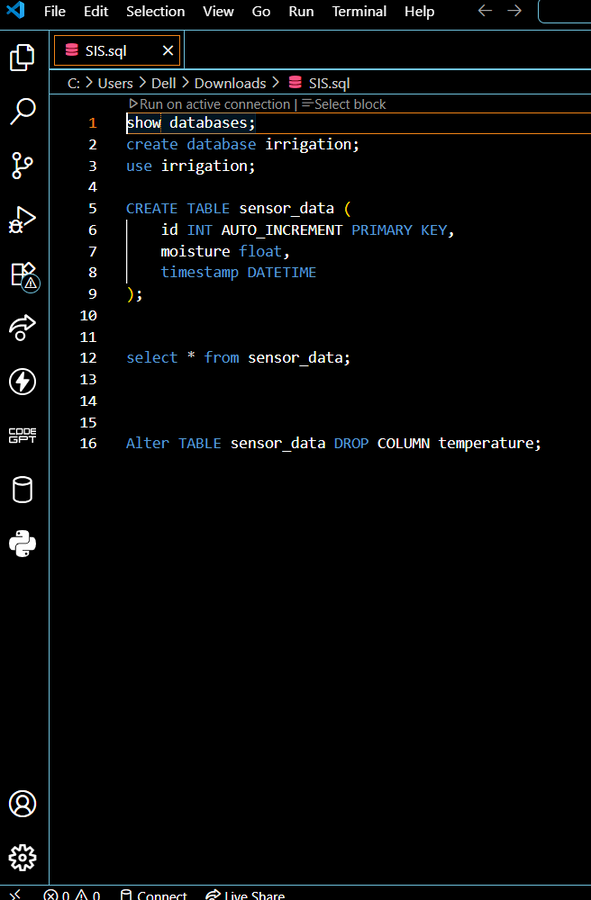 File Edit Selection View Go Run Terminal Help
SIS.sql
C: > Users > Dell > Downloads > SIS.sql
Run on active connection | Select block
1 show databases;
2 create database irrigation;
3 use irrigation;
4
5 CREATE TABLE sensor_data (
6 id INT AUTO_INCREMENT PRIMARY KEY,
7 moisture float,
8 timestamp DATETIME
9 );
10
11
12 select * from sensor_data;
13
14
15
16 Alter TABLE sensor_data DROP COLUMN temperature;
CODE
GPT
0 0 Connect Live Share